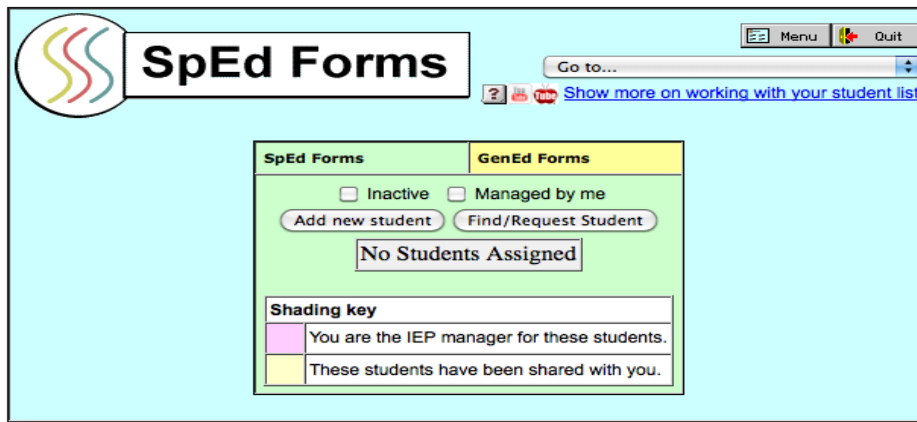 Menu Quit
SpEd Forms
Go to...
? You Tube Show more on working with your student list
SpEd Forms GenEd Forms
Inactive Managed by me
Add new student Find/Request Student
No Students Assigned
Shading key
You are the IEP manager for these students.
These students have been shared with you.